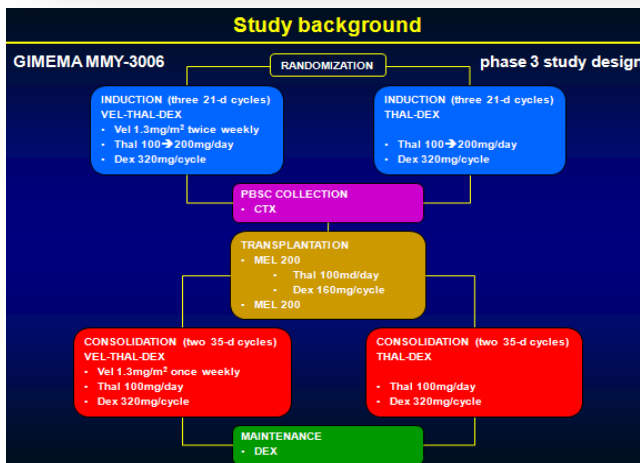 Study background
GIMEMA MMY-3006
RANDOMIZATION
phase 3 study design
INDUCTION (three 21-d cycles)
VEL-THAL-DEX
• Vel 1.3mg/m² twice weekly
• Thal 100➔200mg/day
• Dex 320mg/cycle
INDUCTION (three 21-d cycles)
THAL-DEX
• Thal 100➔200mg/day
• Dex 320mg/cycle
PBSC COLLECTION
• CTX
TRANSPLANTATION
• MEL 200
• Thal 100md/day
• Dex 160mg/cycle
• MEL 200
CONSOLIDATION (two 35-d cycles)
VEL-THAL-DEX
• Vel 1.3mg/m² once weekly
• Thal 100mg/day
• Dex 320mg/cycle
CONSOLIDATION (two 35-d cycles)
THAL-DEX
• Thal 100mg/day
• Dex 320mg/cycle
MAINTENANCE
• DEX